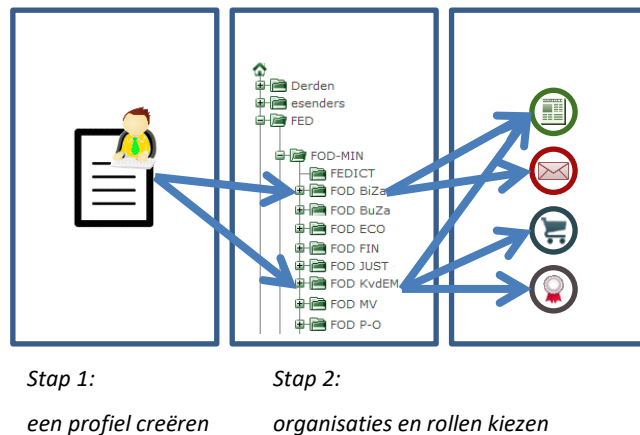 Derden
esenders
FED
FOD-MIN
FEDICT
FOD BiZa
FOD BuZa
FOD ECO
FOD FIN
FOD JUST
FOD KvdEM
FOD MV
FOD P-O
Stap 1:
een profiel creëren
Stap 2:
organisaties en rollen kiezen